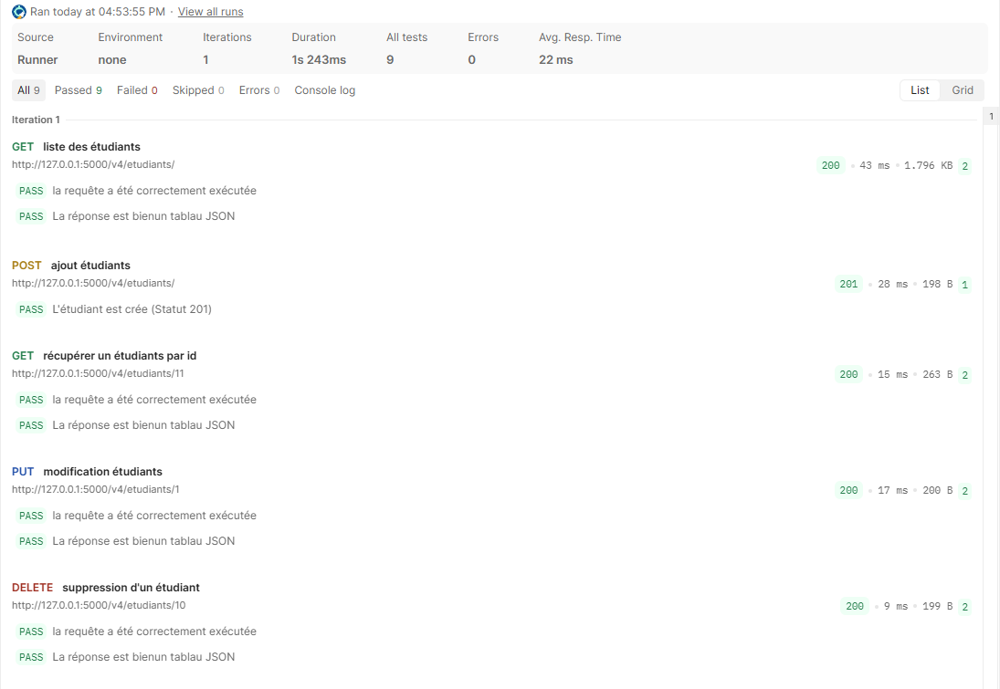 Ran today at 04:53:55 PM · View all runs
Source Environment Iterations Duration All tests Errors Avg. Resp. Time
Runner none 1 1s 243ms 9 0 22 ms
All 9 Passed 9 Failed 0 Skipped 0 Errors 0 Console log List Grid
Iteration 1 1
GET liste des étudiants
http://127.0.0.1:5000/v4/etudiants/ 200 • 43 ms • 1.796 KB 2
PASS la requête a été correctement exécutée
PASS La réponse est bienun tablau JSON
POST ajout étudiants
http://127.0.0.1:5000/v4/etudiants/ 201 • 28 ms • 198 B 1
PASS L'étudiant est crée (Statut 201)
GET récupérer un étudiants par id
http://127.0.0.1:5000/v4/etudiants/11 200 • 15 ms • 263 B 2
PASS la requête a été correctement exécutée
PASS La réponse est bienun tablau JSON
PUT modification étudiants
http://127.0.0.1:5000/v4/etudiants/1 200 • 17 ms • 200 B 2
PASS la requête a été correctement exécutée
PASS La réponse est bienun tablau JSON
DELETE suppression d'un étudiant
http://127.0.0.1:5000/v4/etudiants/10 200 • 9 ms • 199 B 2
PASS la requête a été correctement exécutée
PASS La réponse est bienun tablau JSON